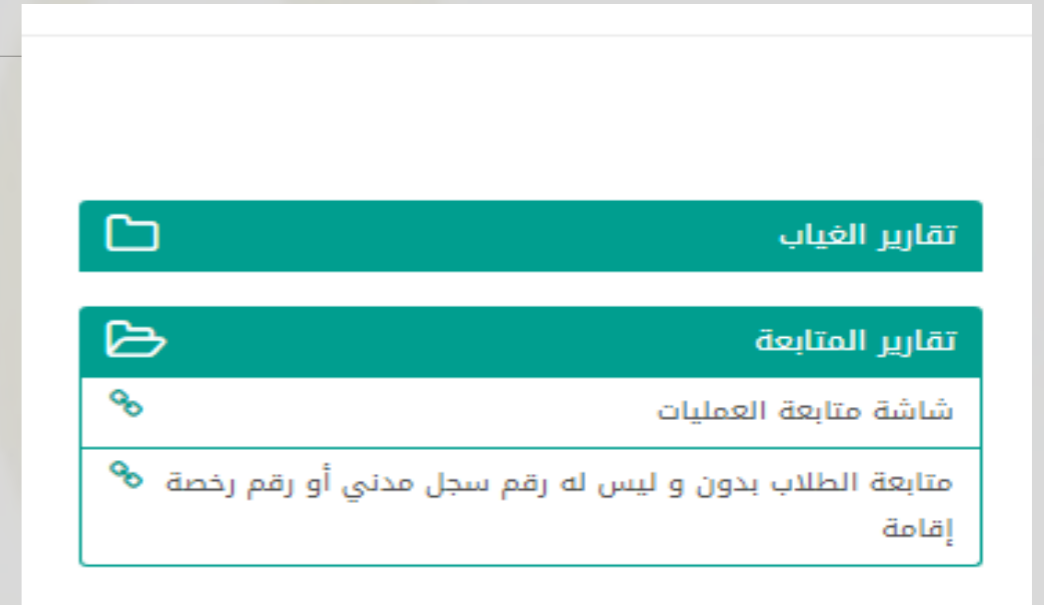 تقارير الغياب
تقارير المتابعة
شاشة متابعة العمليات
متابعة الطلاب بدون و ليس له رقم سجل مدني أو رقم رخصة
إقامة